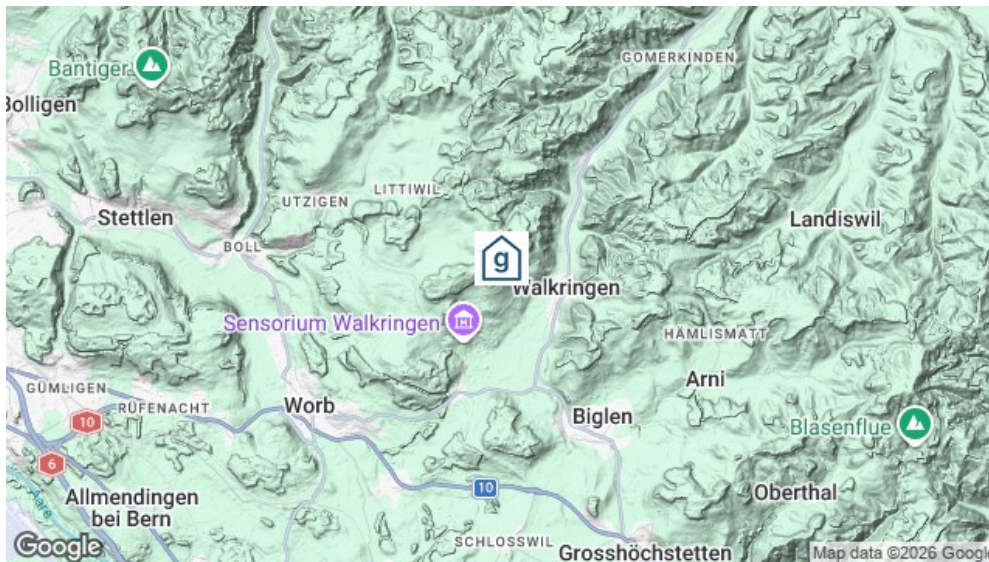 GOMERKINDEN
Bantiger
Bolligen
LITTIWIL
UTZIGEN
Stettlen
Landiswil
BOLL
g
Walkringen
Sensorium Walkringen
HÄMLISMATT
Arni
GÜMLIGEN
RÜFENACHT
Worb
10
Biglen
Blasenflue
6
10
Oberthal
Aare
Allmendingen
bei Bern
SCHLOSSWIL
Grosshöchstetten
Google
Map data ©2026 Google